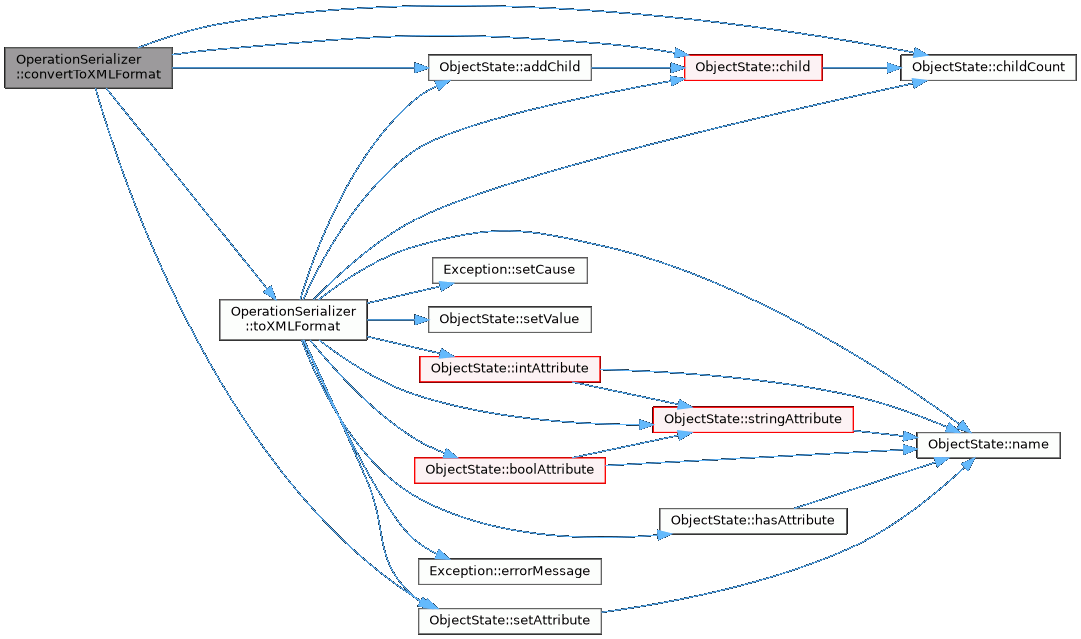 OperationSerializer
::convertToXMLFormat
ObjectState::addChild
ObjectState::child
ObjectState::childCount
Exception::setCause
OperationSerializer
::toXMLFormat
ObjectState::setValue
ObjectState::intAttribute
ObjectState::stringAttribute
ObjectState::name
ObjectState::boolAttribute
ObjectState::hasAttribute
Exception::errorMessage
ObjectState::setAttribute